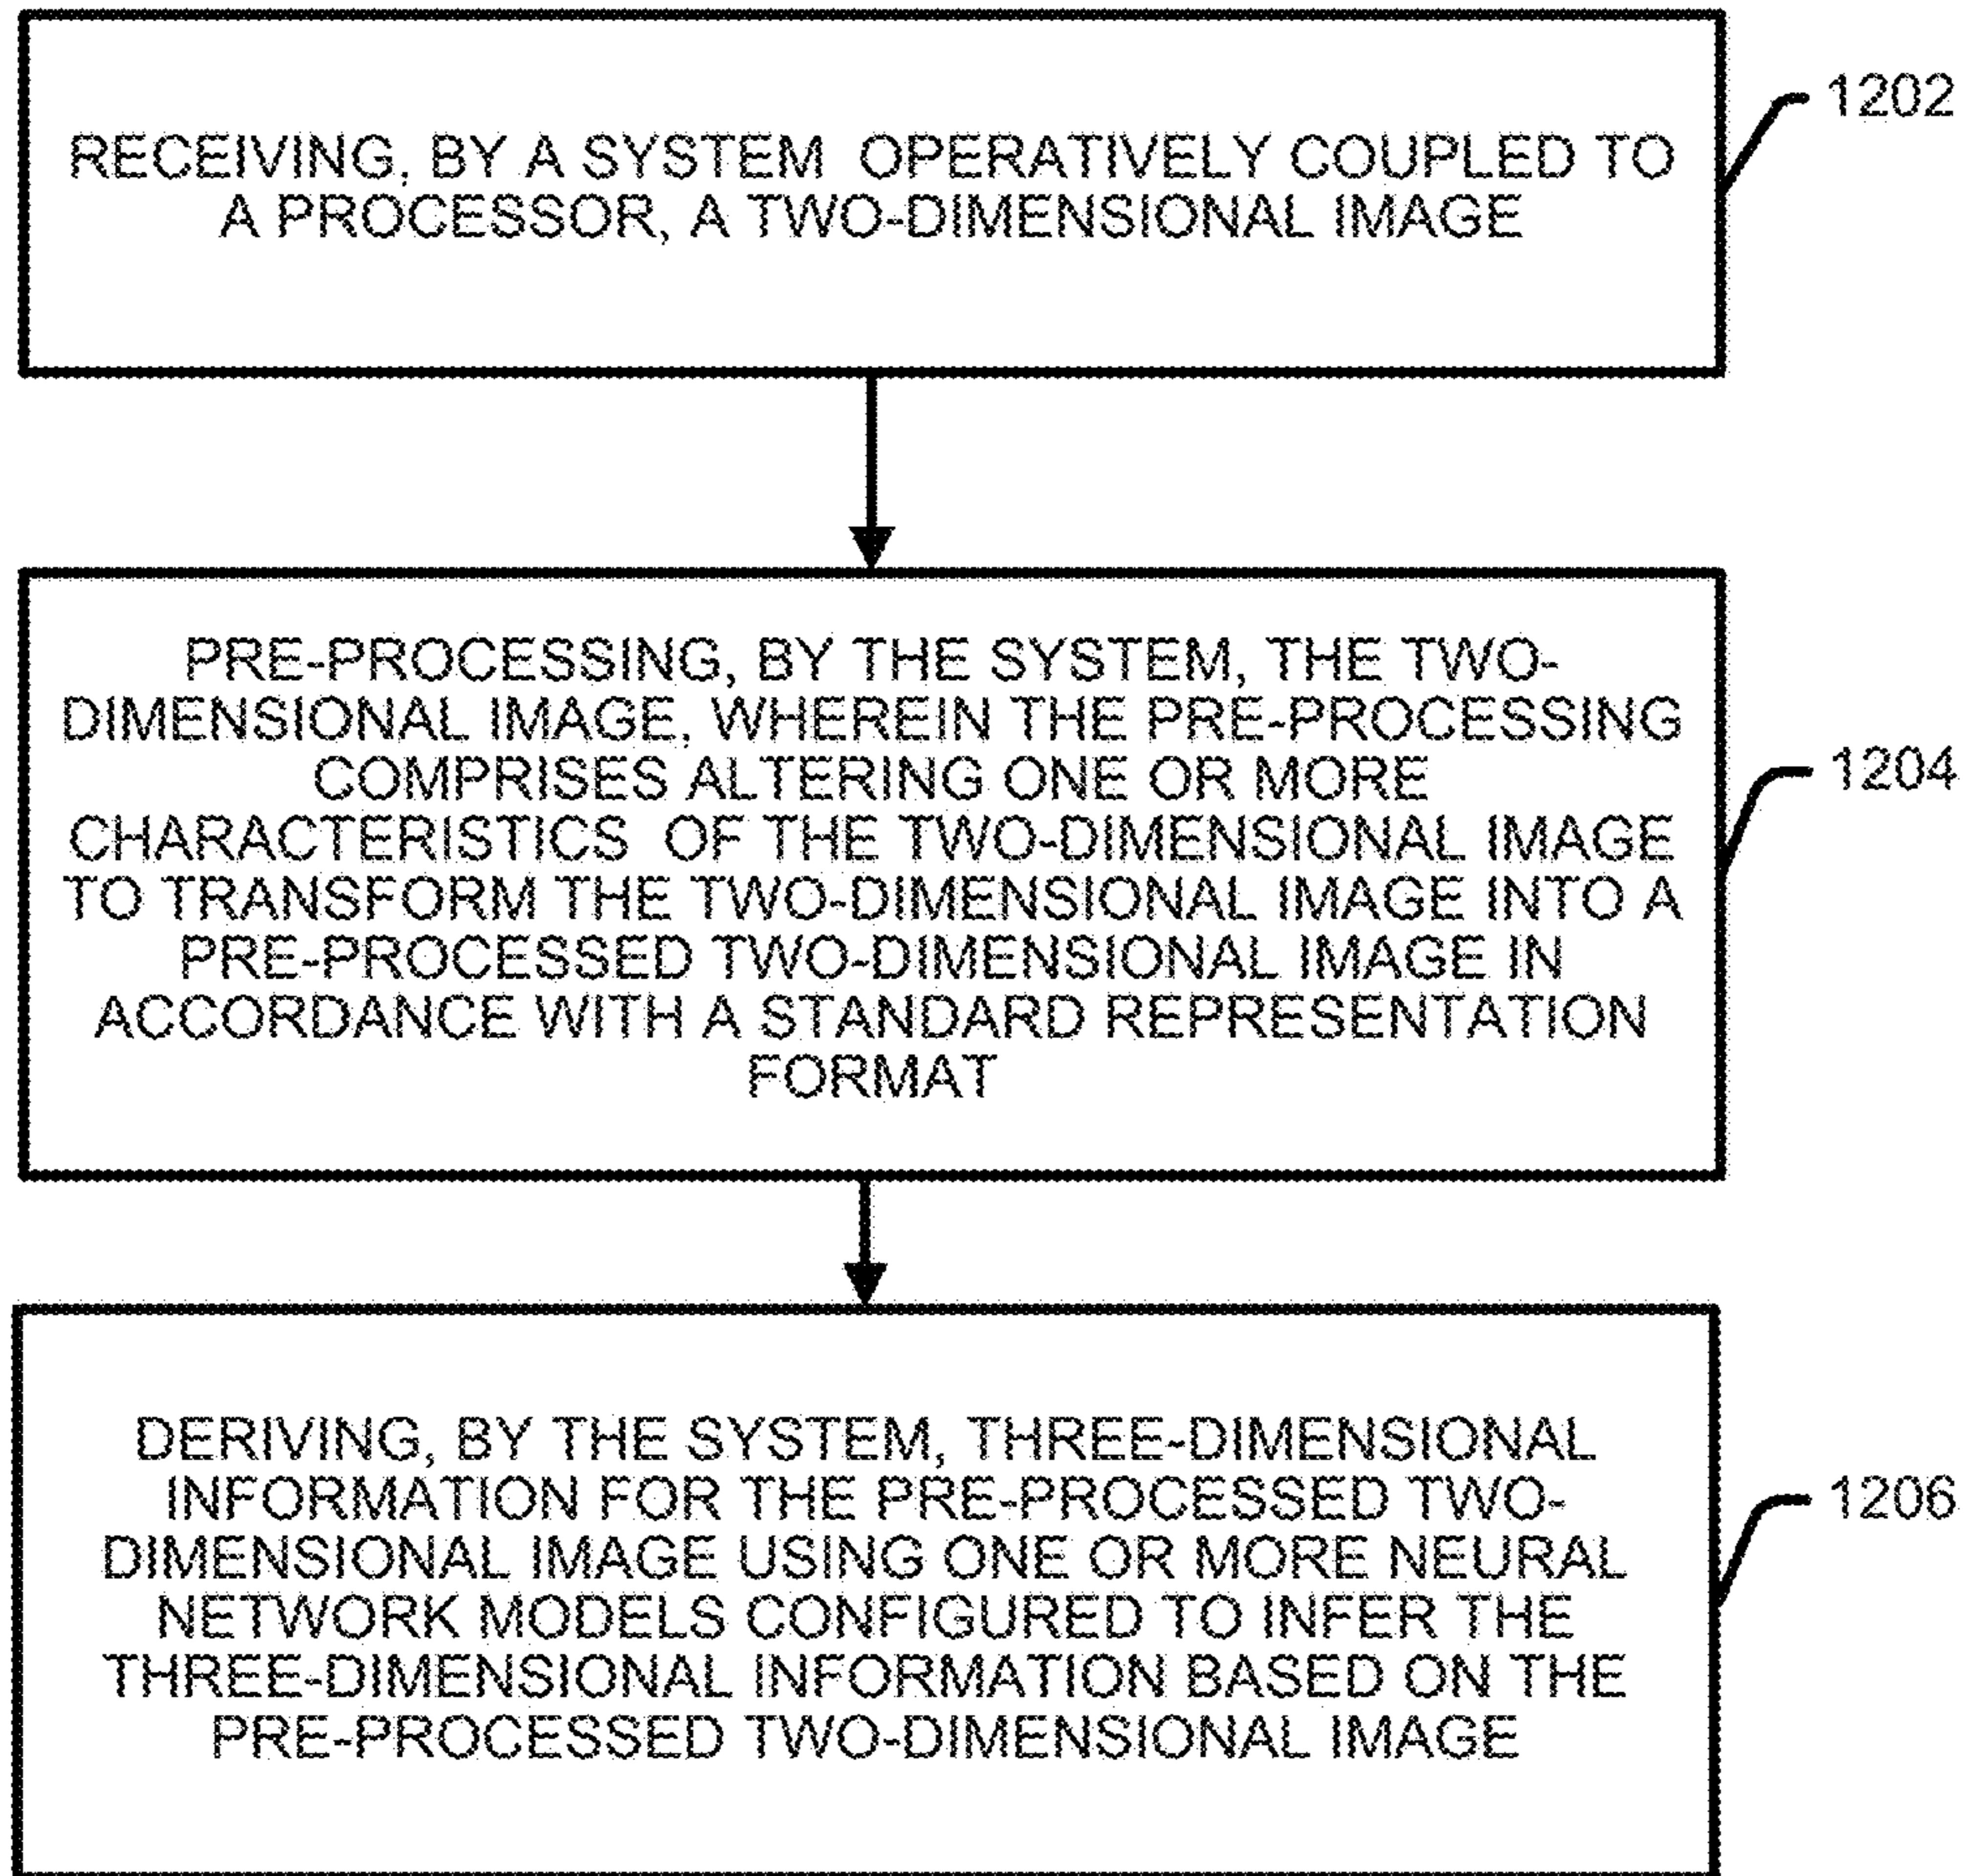 RECEIVING, BY A SYSTEM OPERATIVELY COUPLED TO
A PROCESSOR, A TWO-DIMENSIONAL IMAGE
1202
PRE-PROCESSING, BY THE SYSTEM, THE TWO-
DIMENSIONAL IMAGE, WHEREIN THE PRE-PROCESSING
COMPRISES ALTERING ONE OR MORE
CHARACTERISTICS OF THE TWO-DIMENSIONAL IMAGE
TO TRANSFORM THE TWO-DIMENSIONAL IMAGE INTO A
PRE-PROCESSED TWO-DIMENSIONAL IMAGE IN
ACCORDANCE WITH A STANDARD REPRESENTATION
FORMAT
1204
DERIVING, BY THE SYSTEM, THREE-DIMENSIONAL
INFORMATION FOR THE PRE-PROCESSED TWO-
DIMENSIONAL IMAGE USING ONE OR MORE NEURAL
NETWORK MODELS CONFIGURED TO INFER THE
THREE-DIMENSIONAL INFORMATION BASED ON THE
PRE-PROCESSED TWO-DIMENSIONAL IMAGE
1206